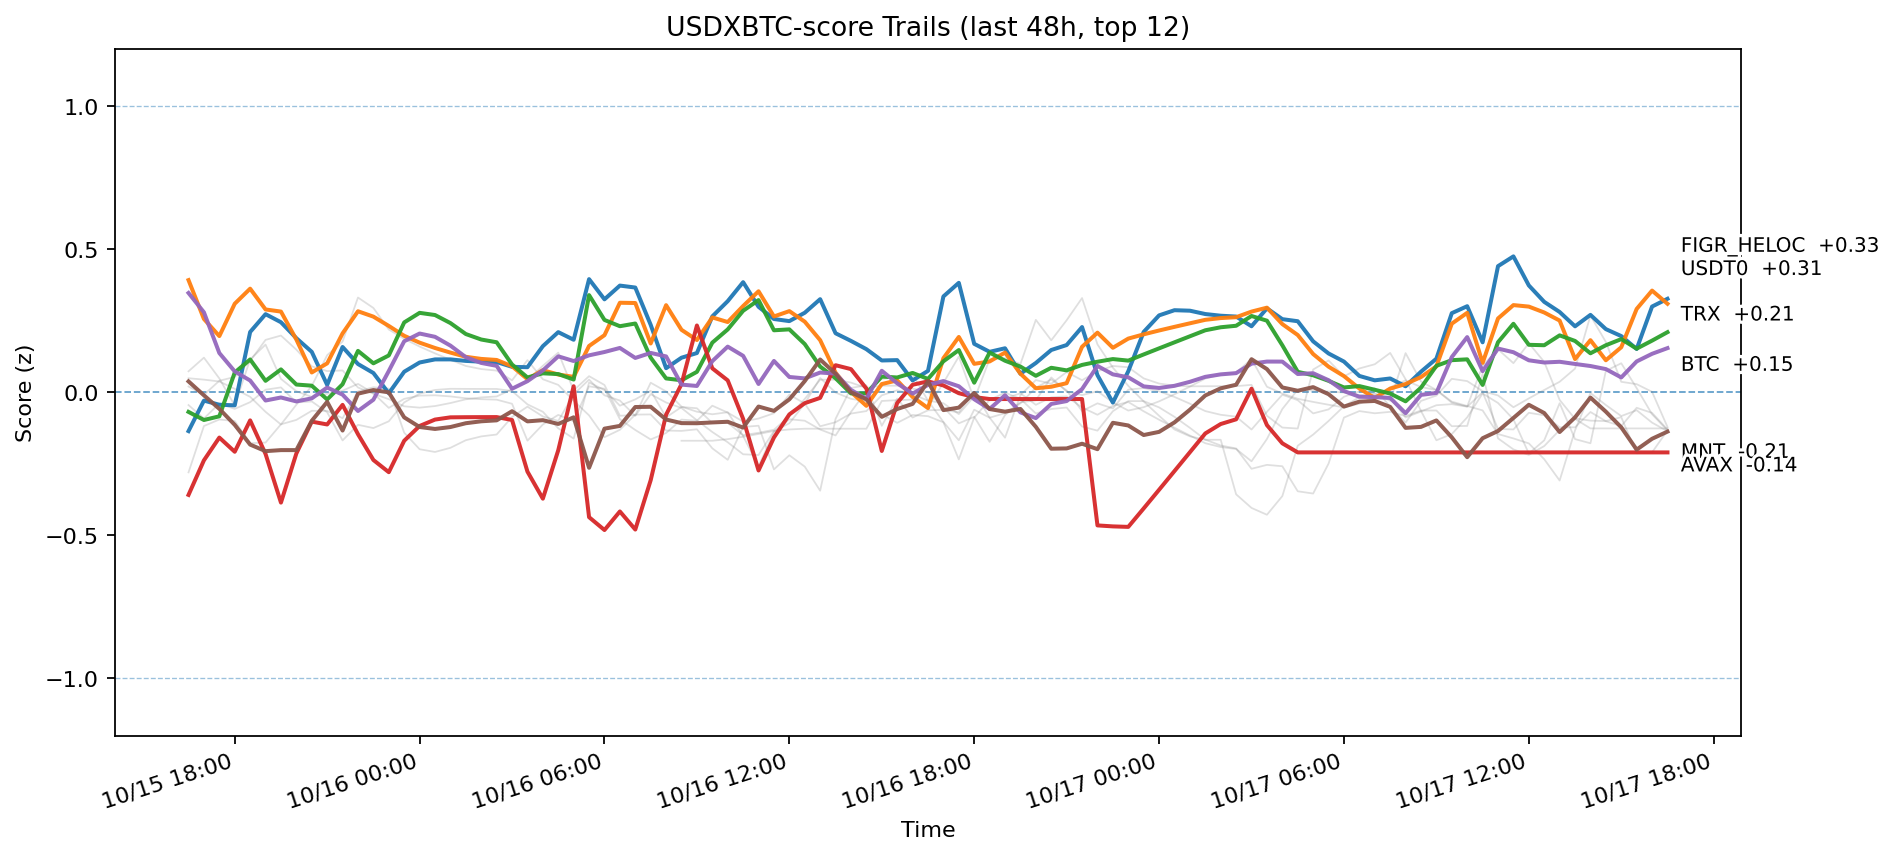 USDXBTC-score Trails (last 48h, top 12)
Score (z)
1.0
0.5
0.0
−0.5
−1.0
FIGR_HELOC +0.33
USDT0 +0.31
TRX +0.21
BTC +0.15
MNT -0.21
AVAX -0.14
10/15 18:00
10/16 00:00
10/16 06:00
10/16 12:00
10/16 18:00
10/17 00:00
10/17 06:00
10/17 12:00
10/17 18:00
Time